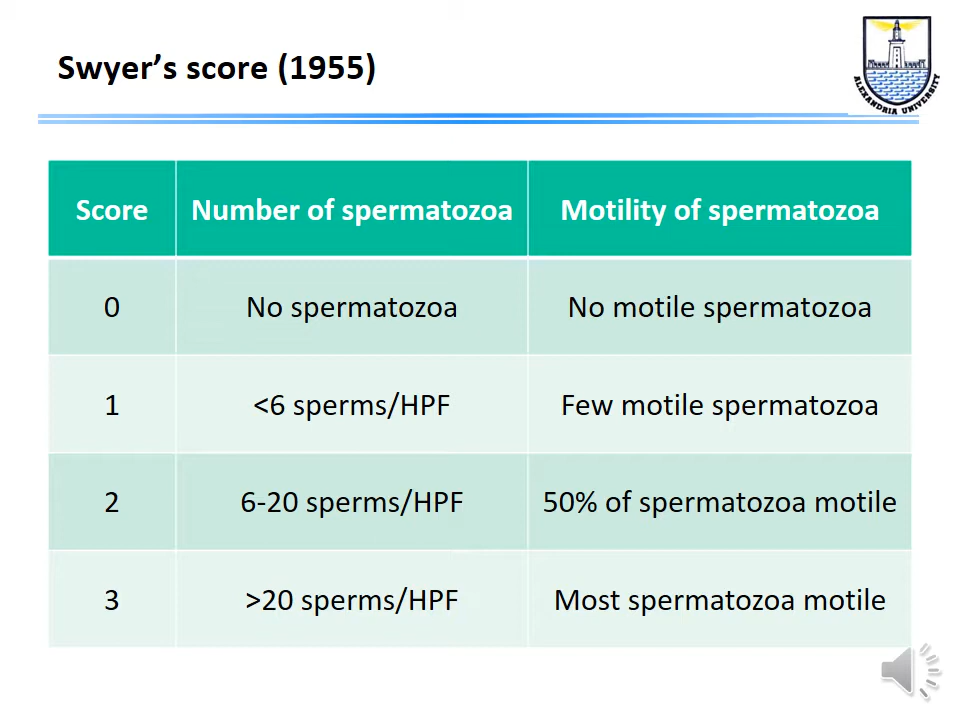 Swyer’s score (1955)
ALEXANDRIA UNIVERSITY
Score Number of spermatozoa Motility of spermatozoa
0 No spermatozoa No motile spermatozoa
1 <6 sperms/HPF Few motile spermatozoa
2 6-20 sperms/HPF 50% of spermatozoa motile
3 >20 sperms/HPF Most spermatozoa motile